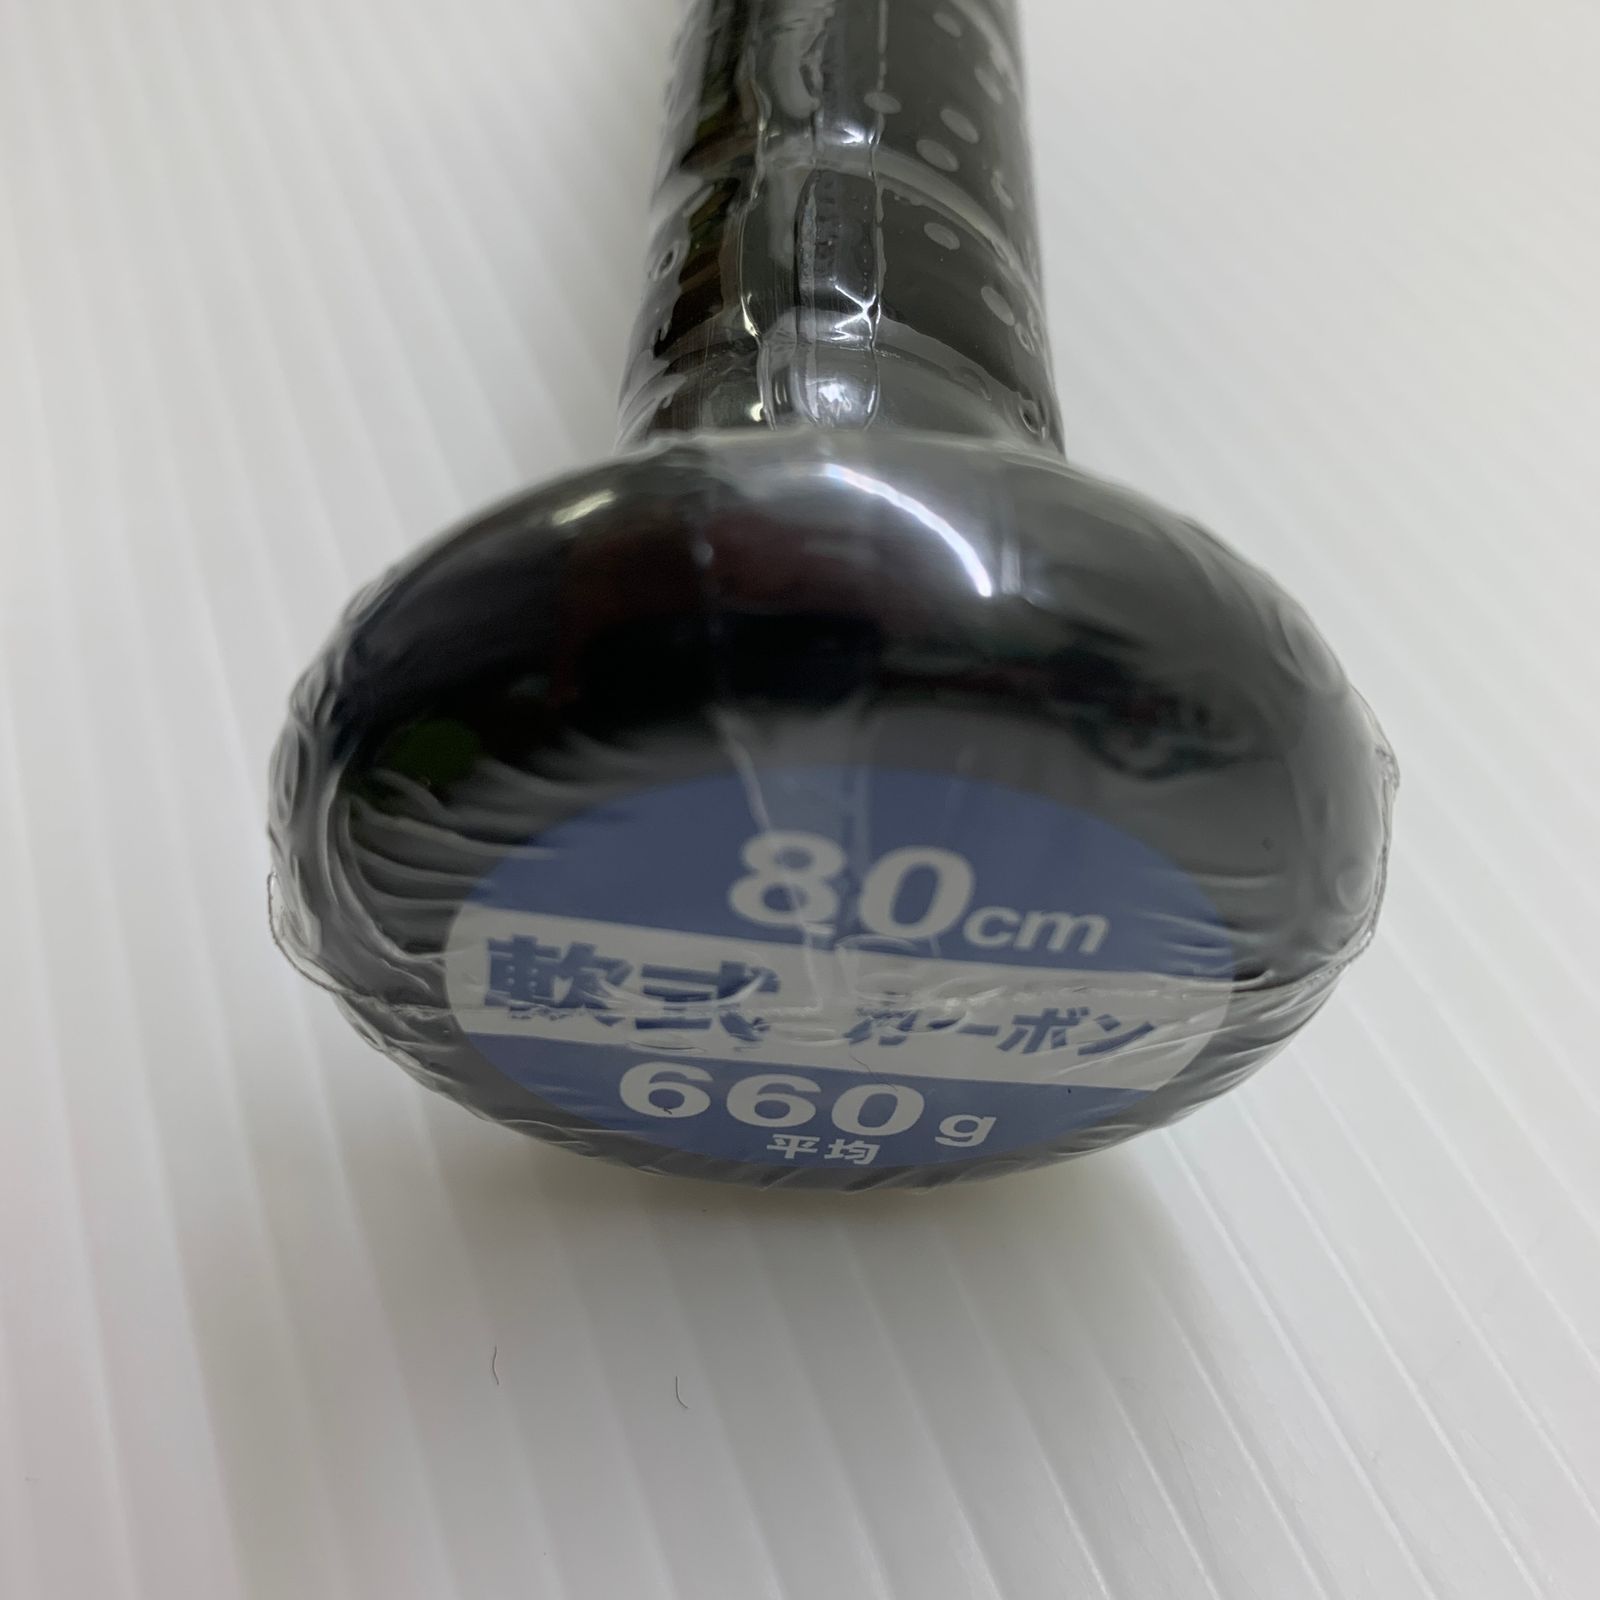 80cm
軟式 カーボン
660g
平均